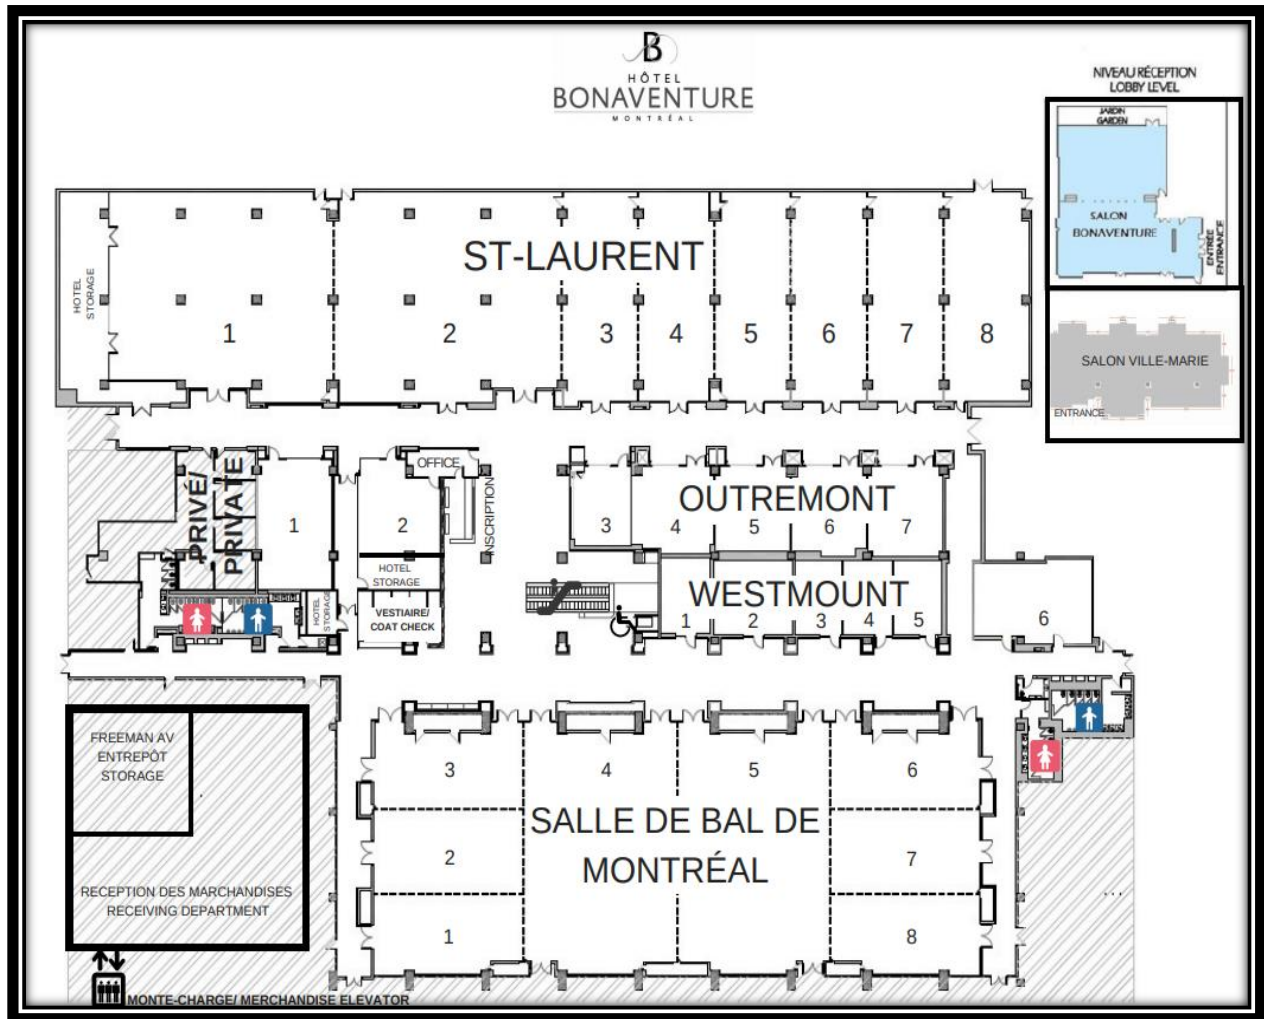 B
HÔTEL
BONAVENTURE
MONTRÉAL
NIVEAU RÉCEPTION
LOBBY LEVEL
JARDIN
GARDEN
SALON
BONAVENTURE
ENTRÉE
ENTRANCE
SALON VILLE-MARIE
ENTRANCE
ST-LAURENT
HOTEL
STORAGE
1
2
3
4
5
6
7
8
PRIVÉ/
PRIVATE
1
2
OFFICE
INSCRIPTION
HOTEL
STORAGE
HOTEL
STORAGE
VESTIAIRE/
COAT CHECK
OUTREMONT
3
4
5
6
7
WESTMOUNT
1
2
3
4
5
6
FREEMAN AV
ENTREPÔT
STORAGE
RECEPTION DES MARCHANDISES
RECEIVING DEPARTMENT
MONTE-CHARGE/ MERCHANDISE ELEVATOR
3
4
5
6
SALLE DE BAL DE
MONTRÉAL
2
7
1
8